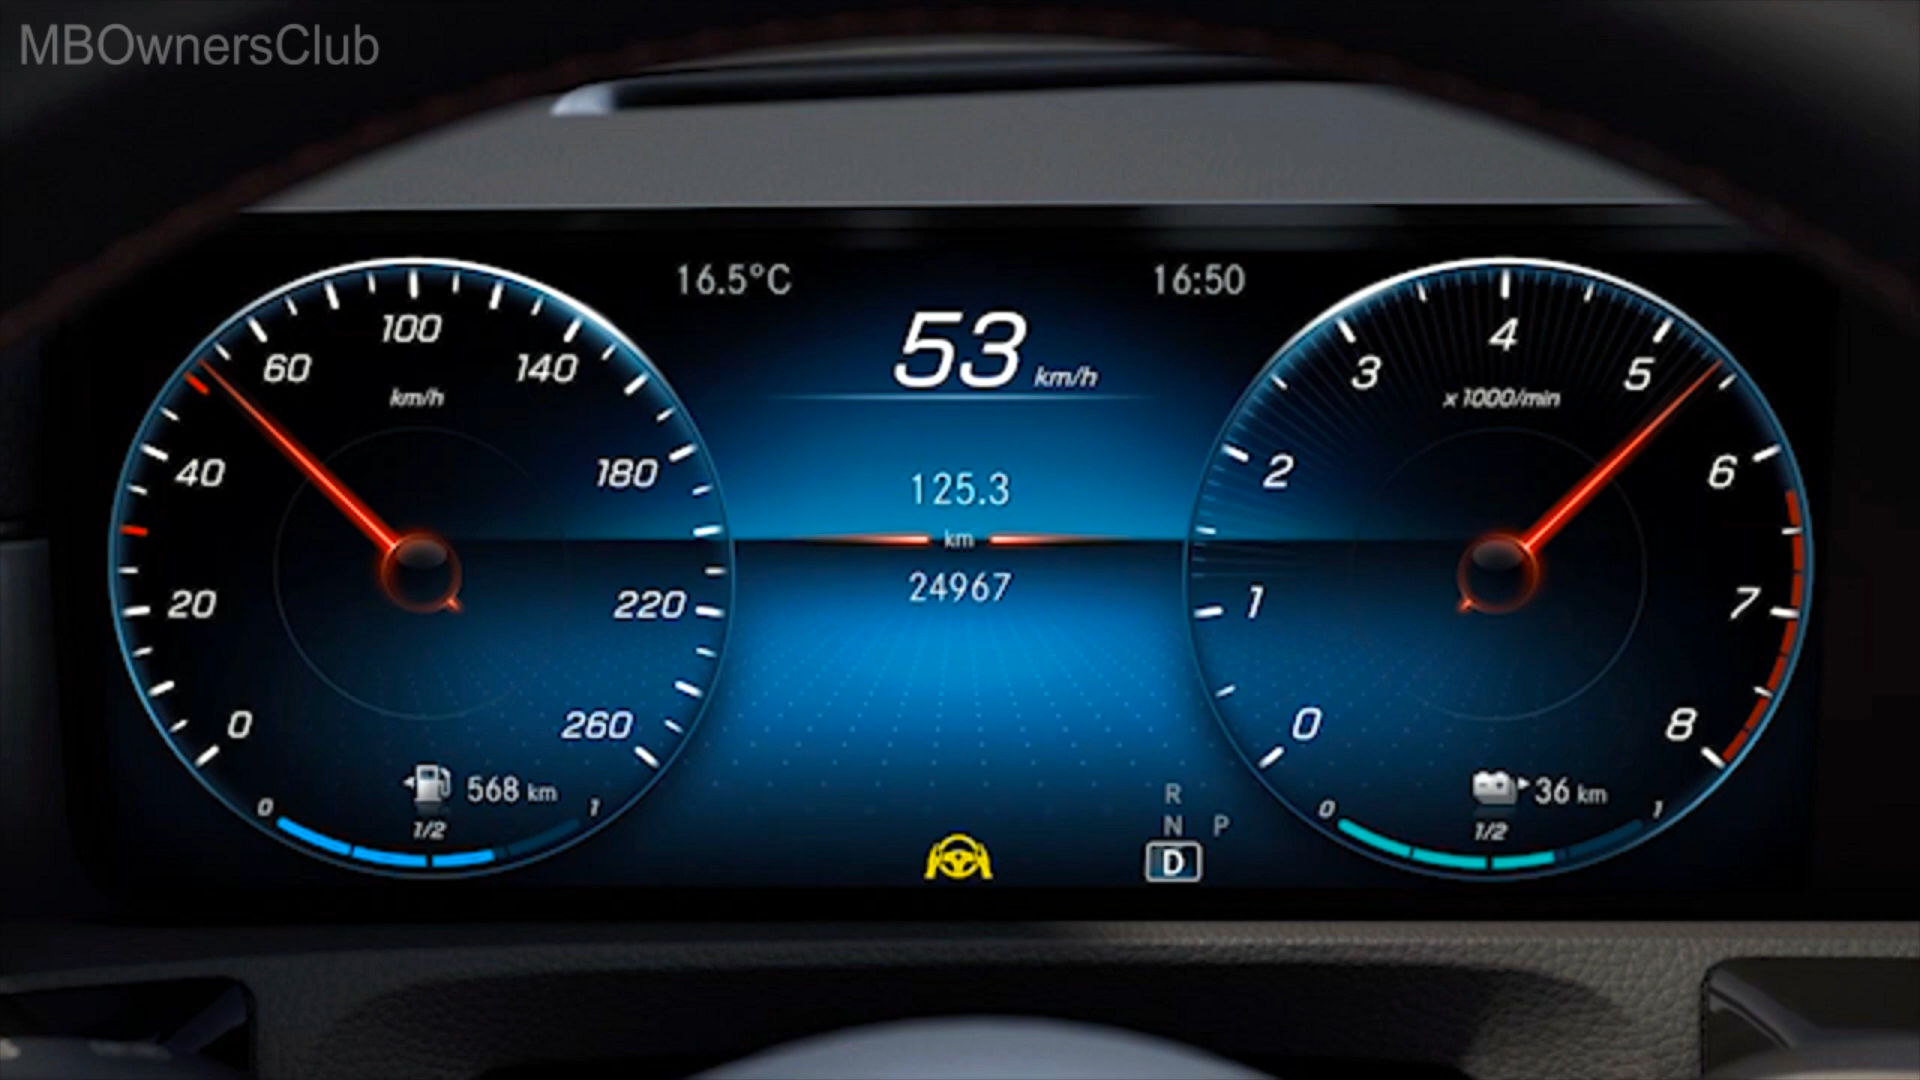 MBOwnersClub
16.5°C
16:50
53 km/h
125.3
km
24967
0
20
40
60
100
140
180
220
260
km/h
568 km
0
1/2
1
R
N P
D
0
1
2
3
4
5
6
7
8
x 1000/min
36 km
0
1/2
1